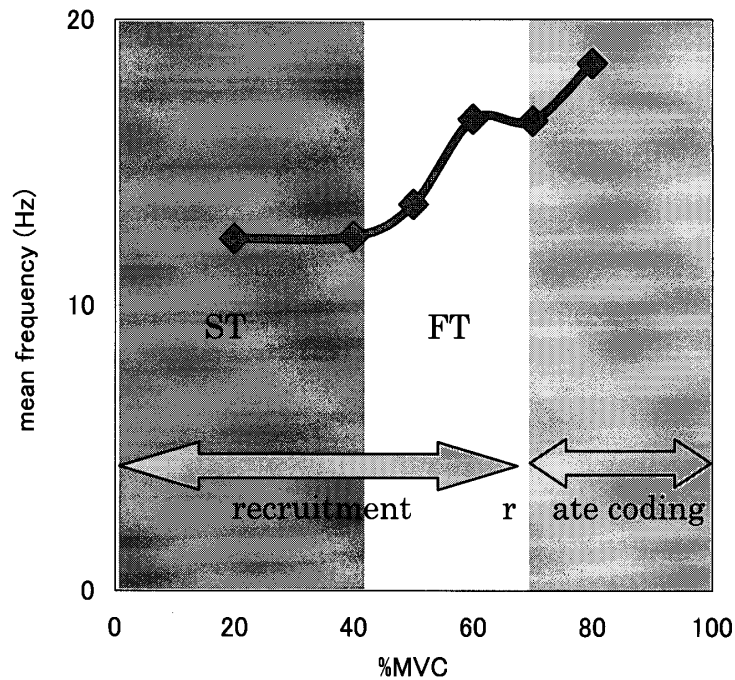 20
mean frequency (Hz)
10
ST
FT
recruitment
r ate coding
0
0 20 40 60 80 100
%MVC